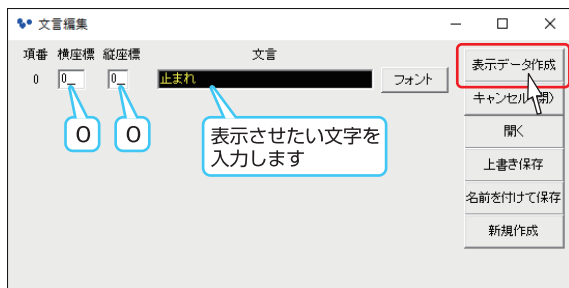 文言編集
項番 横座標 縦座標 文言
0 0_ 0_ 止まれ フォント
0 0
表示させたい文字を
入力します
表示データ作成
キャンセル(閉)
開く
上書き保存
名前を付けて保存
新規作成